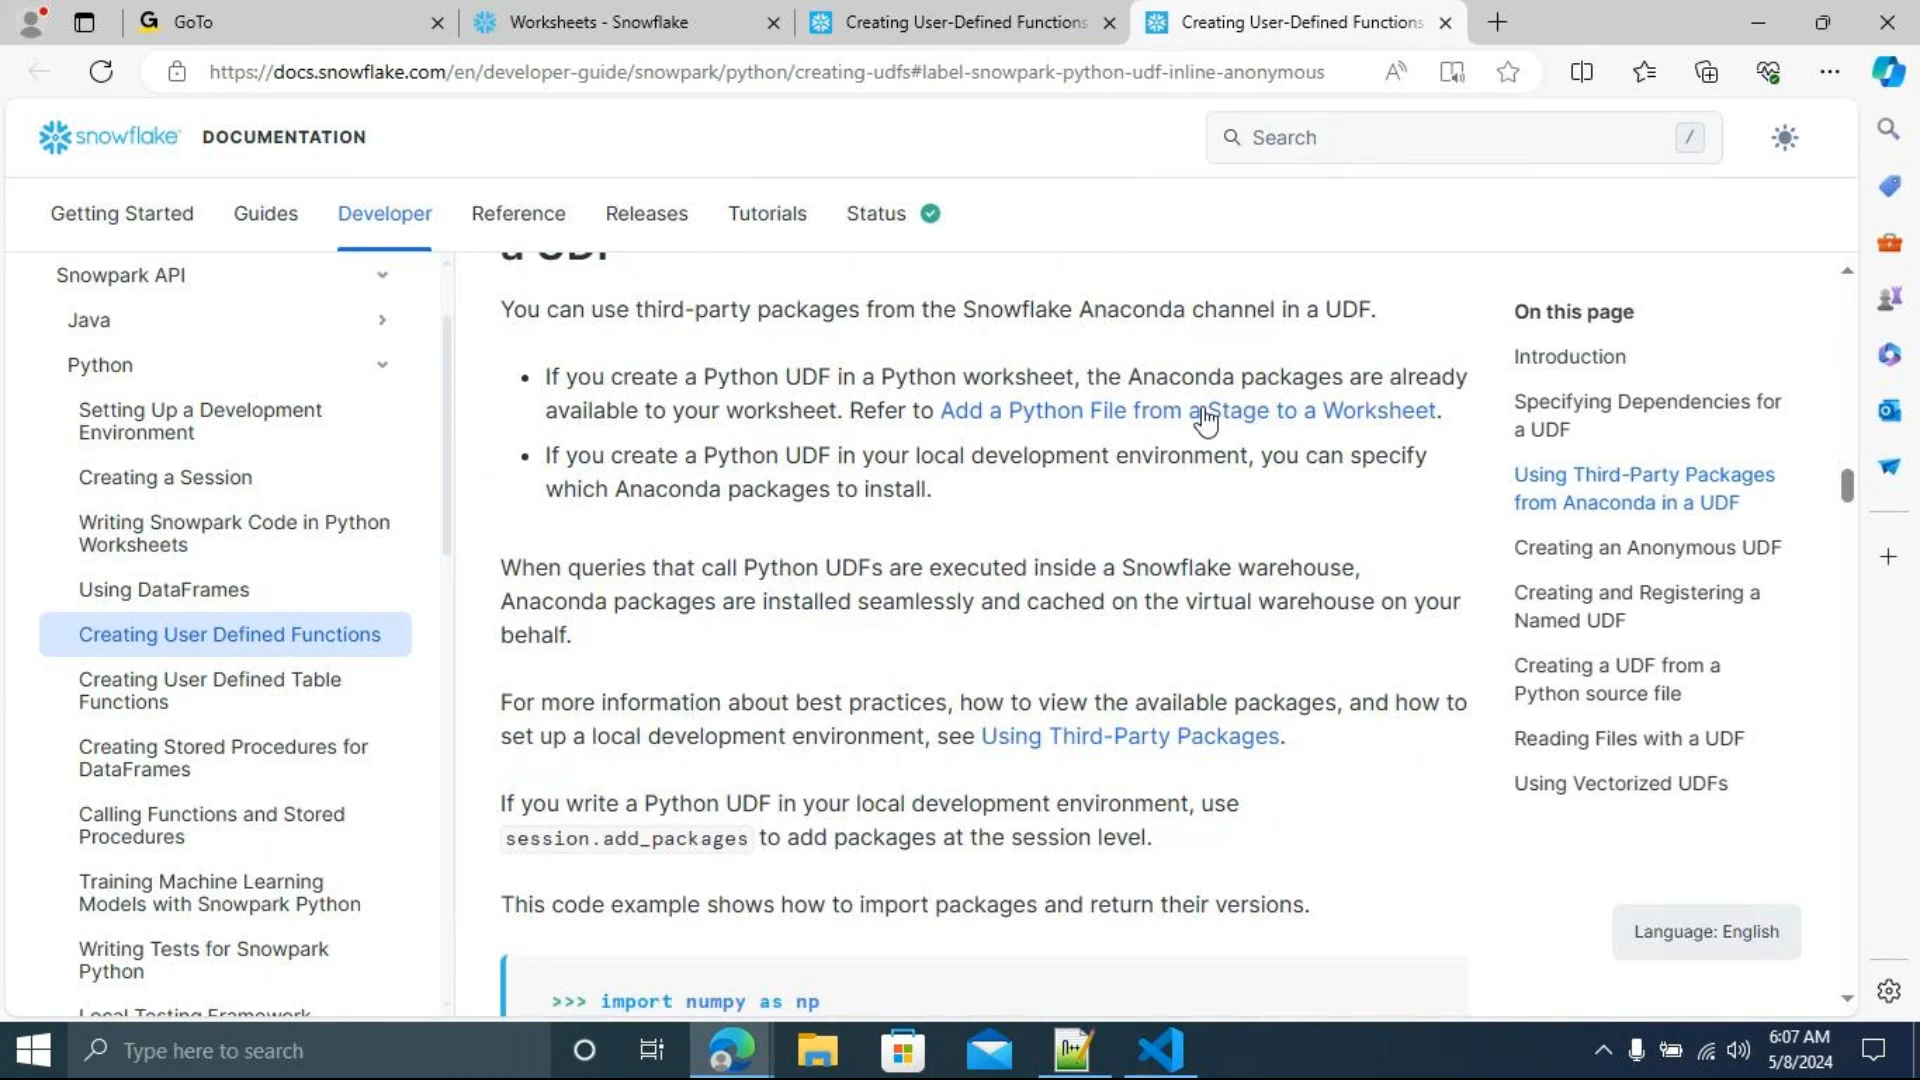 GoTo
Worksheets - Snowflake
Creating User-Defined Functions
Creating User-Defined Functions
https://docs.snowflake.com/en/developer-guide/snowpark/python/creating-udfs#label-snowpark-python-udf-inline-anonymous
snowflake DOCUMENTATION
Search /
Getting Started Guides Developer Reference Releases Tutorials Status
Snowpark API
Java
Python
Setting Up a Development
Environment
Creating a Session
Writing Snowpark Code in Python
Worksheets
Using DataFrames
Creating User Defined Functions
Creating User Defined Table
Functions
Creating Stored Procedures for
DataFrames
Calling Functions and Stored
Procedures
Training Machine Learning
Models with Snowpark Python
Writing Tests for Snowpark
Python
Local Testing Framework
a UDF
You can use third-party packages from the Snowflake Anaconda channel in a UDF.
• If you create a Python UDF in a Python worksheet, the Anaconda packages are already
available to your worksheet. Refer to Add a Python File from a Stage to a Worksheet.
• If you create a Python UDF in your local development environment, you can specify
which Anaconda packages to install.
When queries that call Python UDFs are executed inside a Snowflake warehouse,
Anaconda packages are installed seamlessly and cached on the virtual warehouse on your
behalf.
For more information about best practices, how to view the available packages, and how to
set up a local development environment, see Using Third-Party Packages.
If you write a Python UDF in your local development environment, use
session.add_packages to add packages at the session level.
This code example shows how to import packages and return their versions.
>>> import numpy as np
On this page
Introduction
Specifying Dependencies for
a UDF
Using Third-Party Packages
from Anaconda in a UDF
Creating an Anonymous UDF
Creating and Registering a
Named UDF
Creating a UDF from a
Python source file
Reading Files with a UDF
Using Vectorized UDFs
Language: English
Type here to search
6:07 AM
5/8/2024